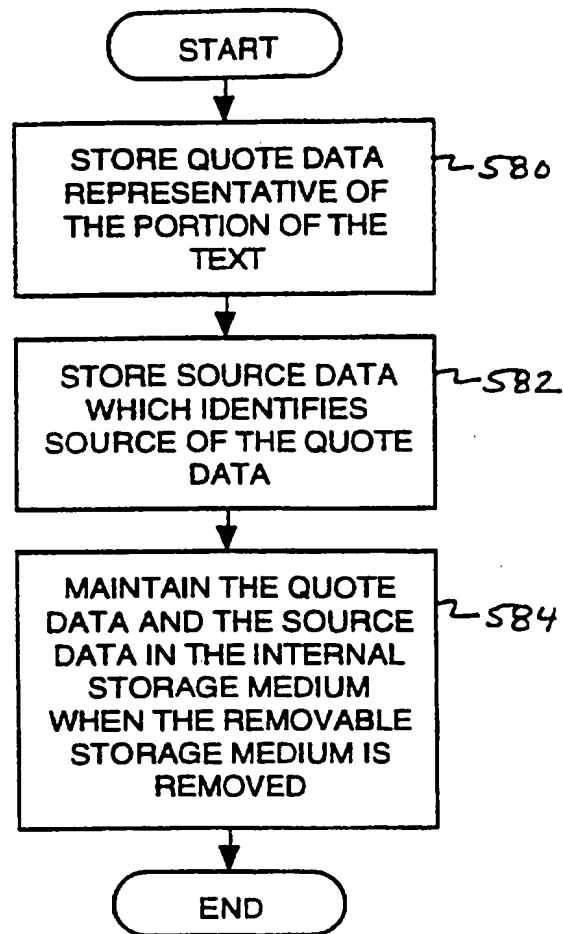 START
STORE QUOTE DATA
REPRESENTATIVE OF
THE PORTION OF THE
TEXT
580
STORE SOURCE DATA
WHICH IDENTIFIES
SOURCE OF THE QUOTE
DATA
582
MAINTAIN THE QUOTE
DATA AND THE SOURCE
DATA IN THE INTERNAL
STORAGE MEDIUM
WHEN THE REMOVABLE
STORAGE MEDIUM IS
REMOVED
584
END